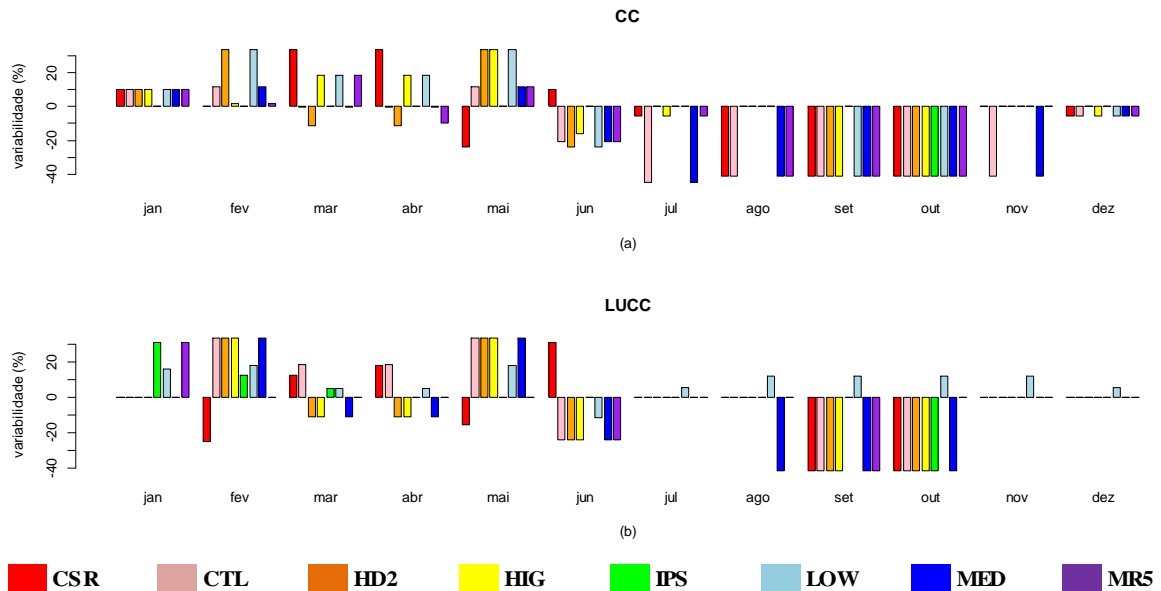 CC
variabilidade (%)
20
0
-20
-40
jan fev mar abr mai jun jul ago set out nov dez
(a)
LUCC
variabilidade (%)
20
0
-20
-40
jan fev mar abr mai jun jul ago set out nov dez
(b)
CSR CTL HD2 HIG IPS LOW MED MR5